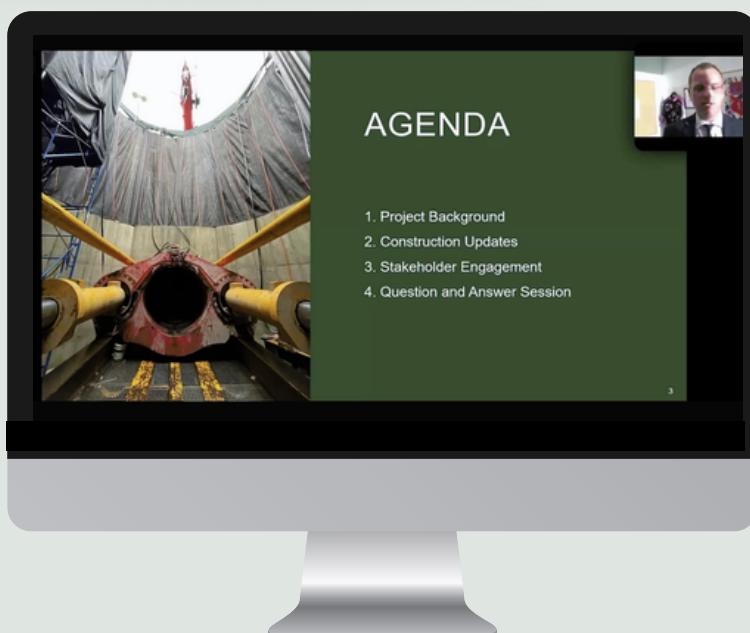 AGENDA
1. Project Background
2. Construction Updates
3. Stakeholder Engagement
4. Question and Answer Session
3